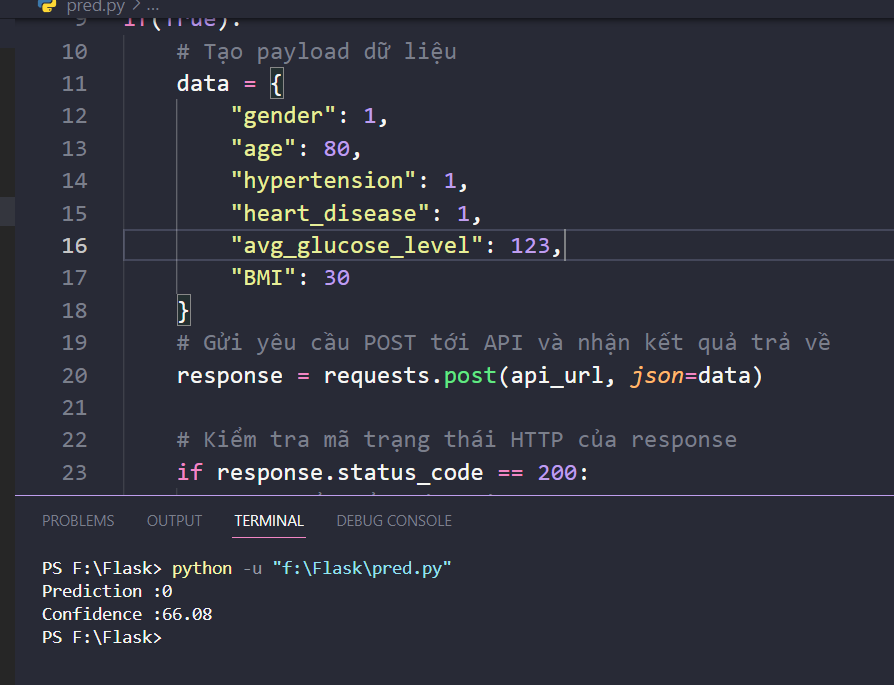 pred.py > ...
9 if(True):
10 # Tạo payload dữ liệu
11 data = {
12 "gender": 1,
13 "age": 80,
14 "hypertension": 1,
15 "heart_disease": 1,
16 "avg_glucose_level": 123,
17 "BMI": 30
18 }
19 # Gửi yêu cầu POST tới API và nhận kết quả trả về
20 response = requests.post(api_url, json=data)
21
22 # Kiểm tra mã trạng thái HTTP của response
23 if response.status_code == 200:
PROBLEMS OUTPUT TERMINAL DEBUG CONSOLE
PS F:\Flask> python -u "f:\Flask\pred.py"
Prediction :0
Confidence :66.08
PS F:\Flask>